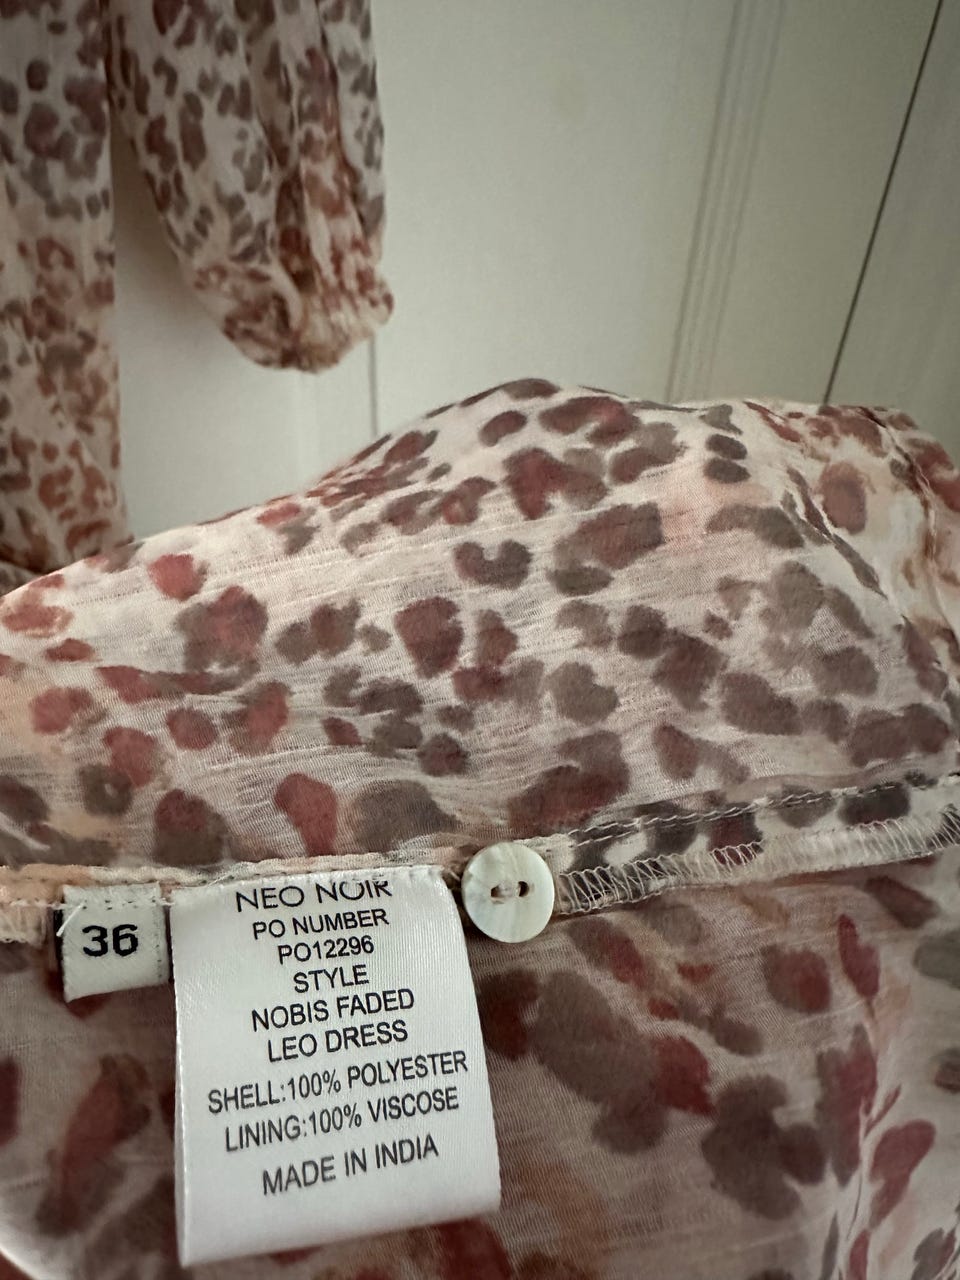 36
NEO NOIR
PO NUMBER
PO12296
STYLE
NOBIS FADED
LEO DRESS
SHELL:100% POLYESTER
LINING:100% VISCOSE
MADE IN INDIA